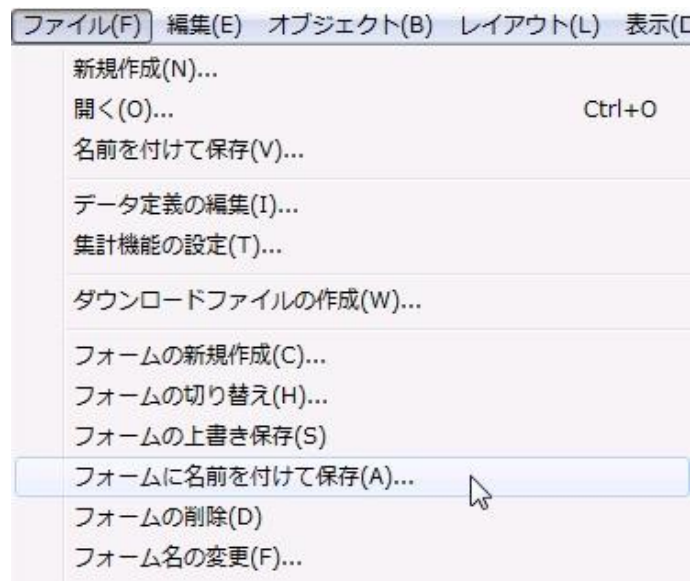 ファイル(F) 編集(E) オブジェクト(B) レイアウト(L) 表示(D
新規作成(N)...
開く(O)... Ctrl+O
名前を付けて保存(V)...
データ定義の編集(I)...
集計機能の設定(T)...
ダウンロードファイルの作成(W)...
フォームの新規作成(C)...
フォームの切り替え(H)...
フォームの上書き保存(S)
フォームに名前を付けて保存(A)...
フォームの削除(D)
フォーム名の変更(F)...